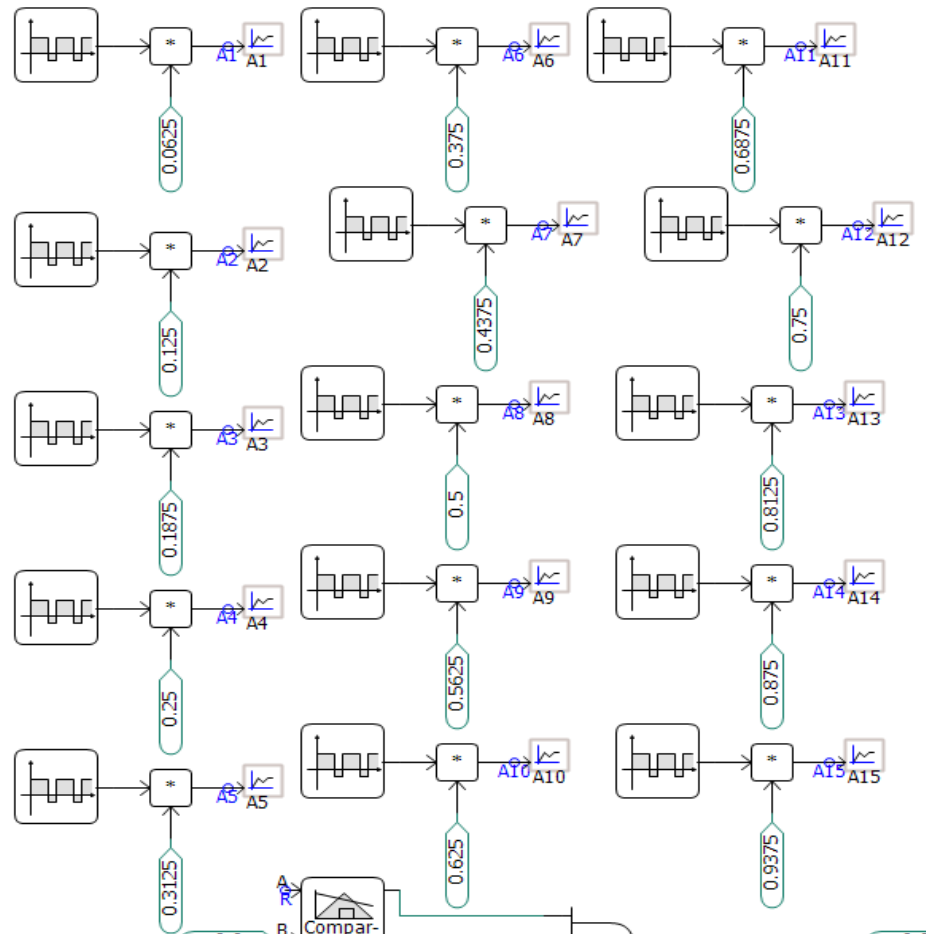 *
A1 A1
0.0625
*
A6 A6
0.375
*
A11 A11
0.6875
*
A2 A2
0.125
*
A7 A7
0.4375
*
A12 A12
0.75
*
A3 A3
0.1875
*
A8 A8
0.5
*
A13 A13
0.8125
*
A4 A4
0.25
*
A9 A9
0.5625
*
A14 A14
0.875
*
A5 A5
0.3125
*
A10 A10
0.625
*
A15 A15
0.9375
A
R
B
Compar-